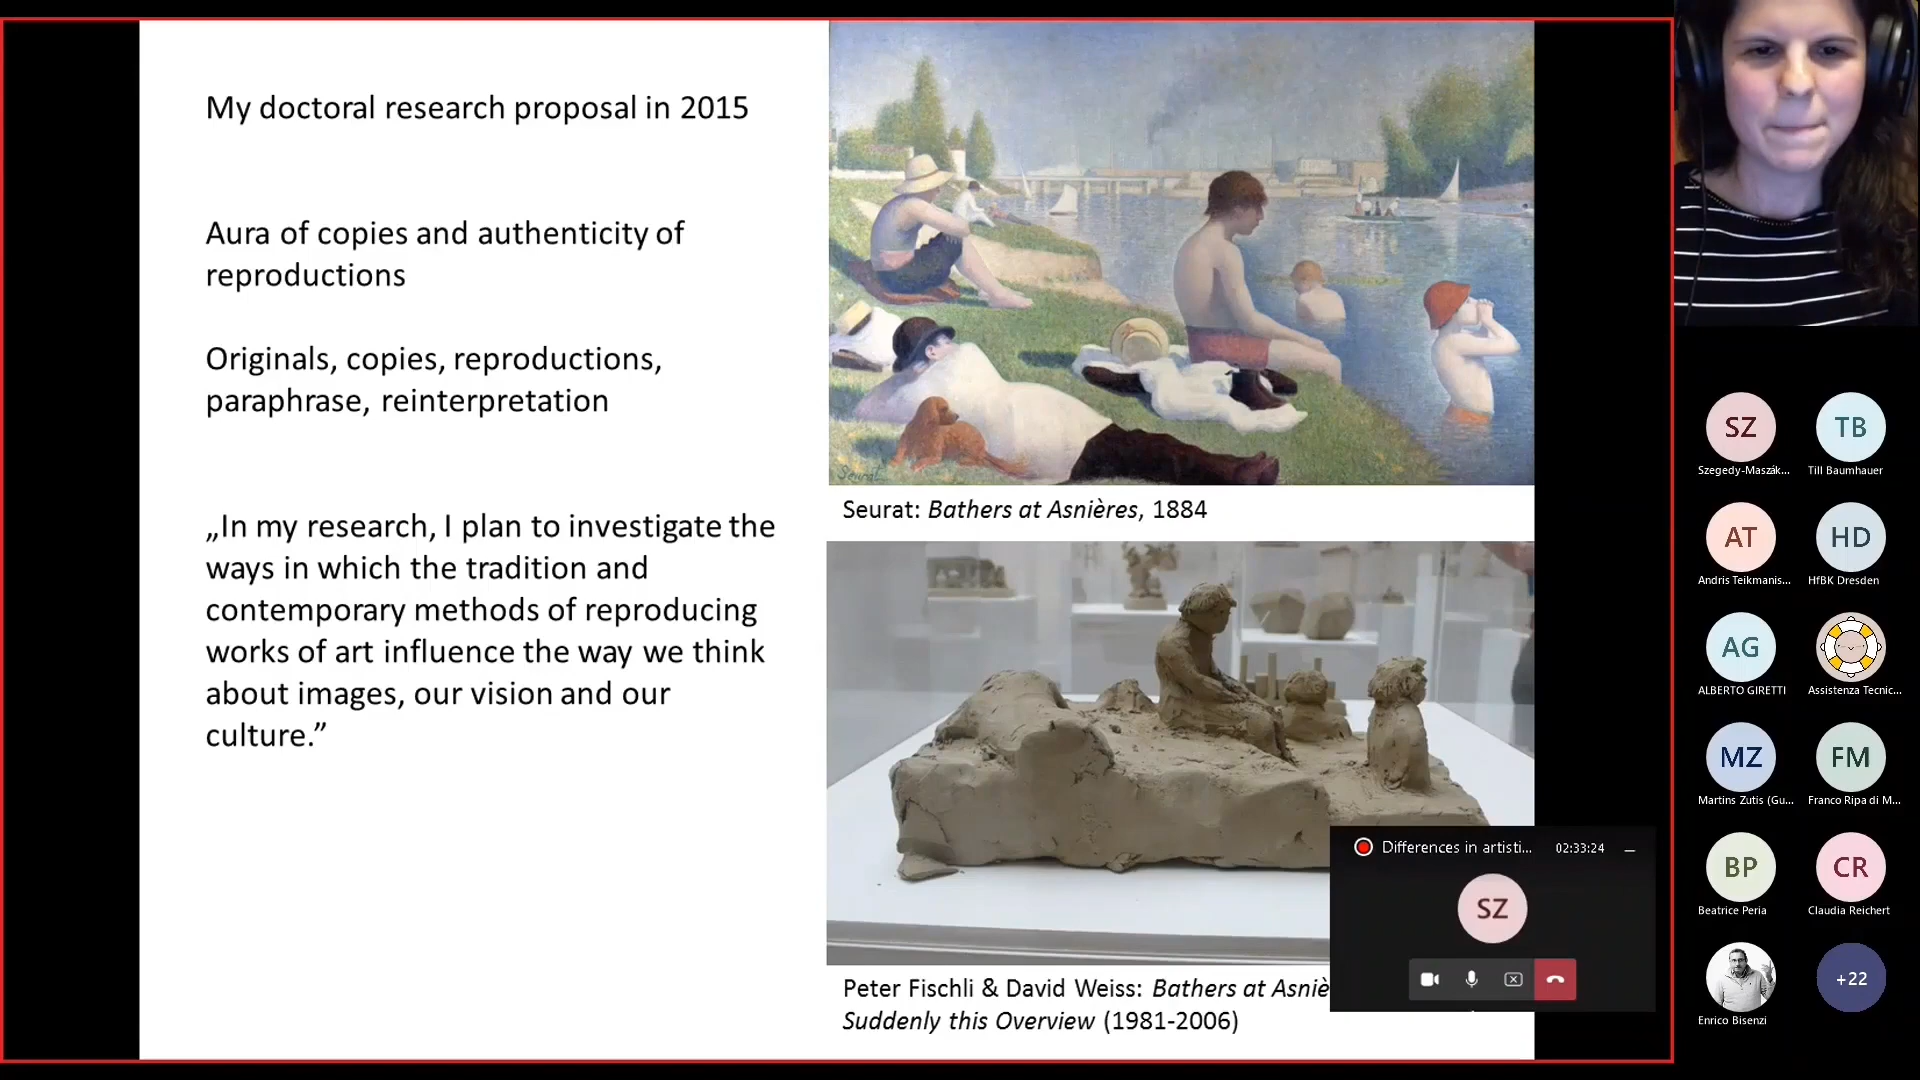 My doctoral research proposal in 2015
Aura of copies and authenticity of
reproductions
Originals, copies, reproductions,
paraphrase, reinterpretation
„In my research, I plan to investigate the
ways in which the tradition and
contemporary methods of reproducing
works of art influence the way we think
about images, our vision and our
culture.”
Seurat
Seurat: Bathers at Asnières, 1884
Peter Fischli & David Weiss: Bathers at Asniè
Suddenly this Overview (1981-2006)
Differences in artisti... 02:33:24
SZ
SZ
Szegedy-Maszák...
TB
Till Baumhauer
AT
Andris Teikmanis...
HD
HfBK Dresden
AG
ALBERTO GIRETTI
Assistenza Tecnic...
MZ
Martins Zutis (Gu...
FM
Franco Ripa di M...
BP
Beatrice Peria
CR
Claudia Reichert
Enrico Bisenzi
+22